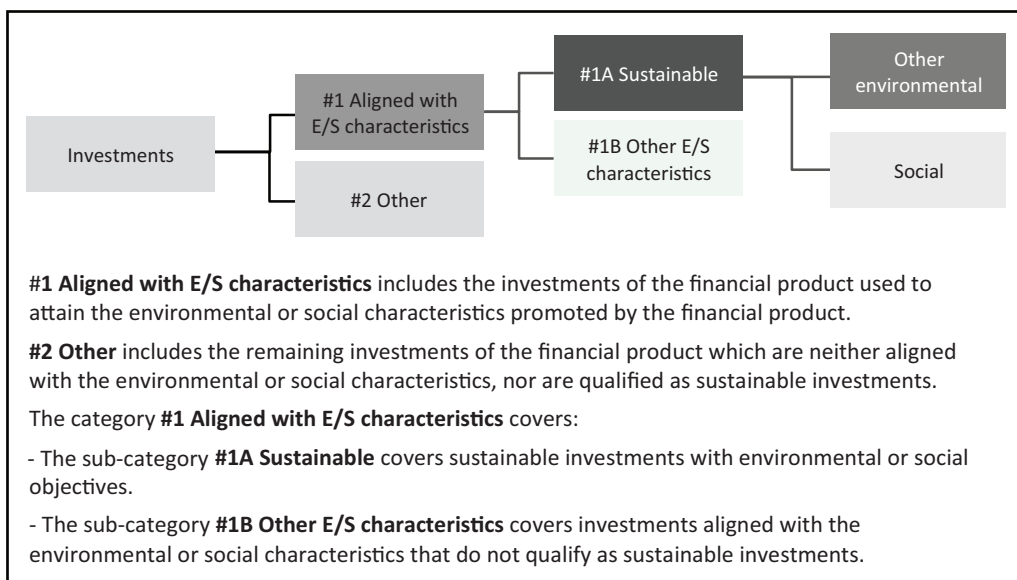 Investments
#1 Aligned with
E/S characteristics
#2 Other
#1A Sustainable
#1B Other E/S
characteristics
Other
environmental
Social
#1 Aligned with E/S characteristics includes the investments of the financial product used to
attain the environmental or social characteristics promoted by the financial product.
#2 Other includes the remaining investments of the financial product which are neither aligned
with the environmental or social characteristics, nor are qualified as sustainable investments.
The category #1 Aligned with E/S characteristics covers:
- The sub-category #1A Sustainable covers sustainable investments with environmental or social
objectives.
- The sub-category #1B Other E/S characteristics covers investments aligned with the
environmental or social characteristics that do not qualify as sustainable investments.